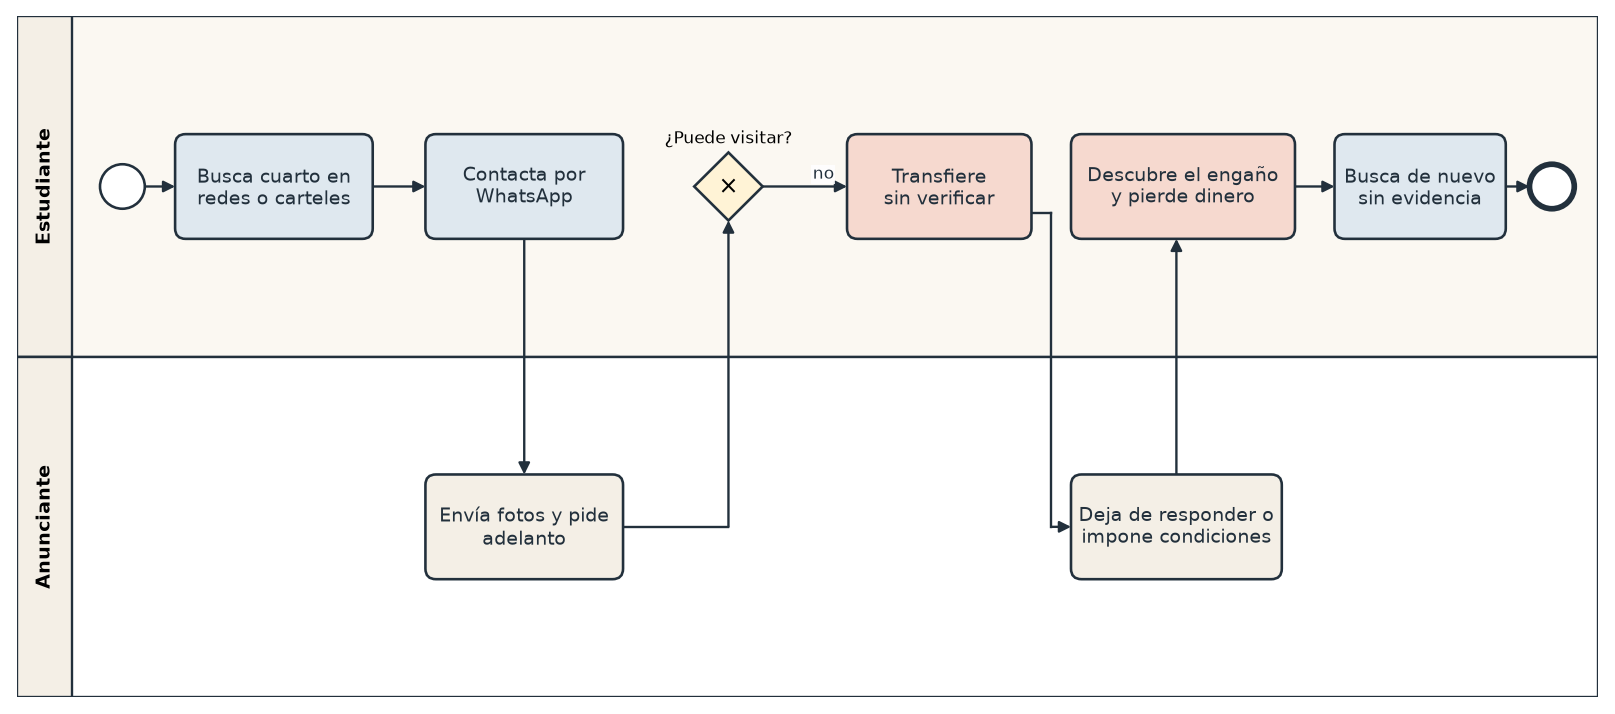 Estudiante
Busca cuarto en
redes o carteles
Contacta por
WhatsApp
¿Puede visitar?
×
no
Transfiere
sin verificar
Descubre el engaño
y pierde dinero
Busca de nuevo
sin evidencia
Anunciante
Envía fotos y pide
adelanto
Deja de responder o
impone condiciones